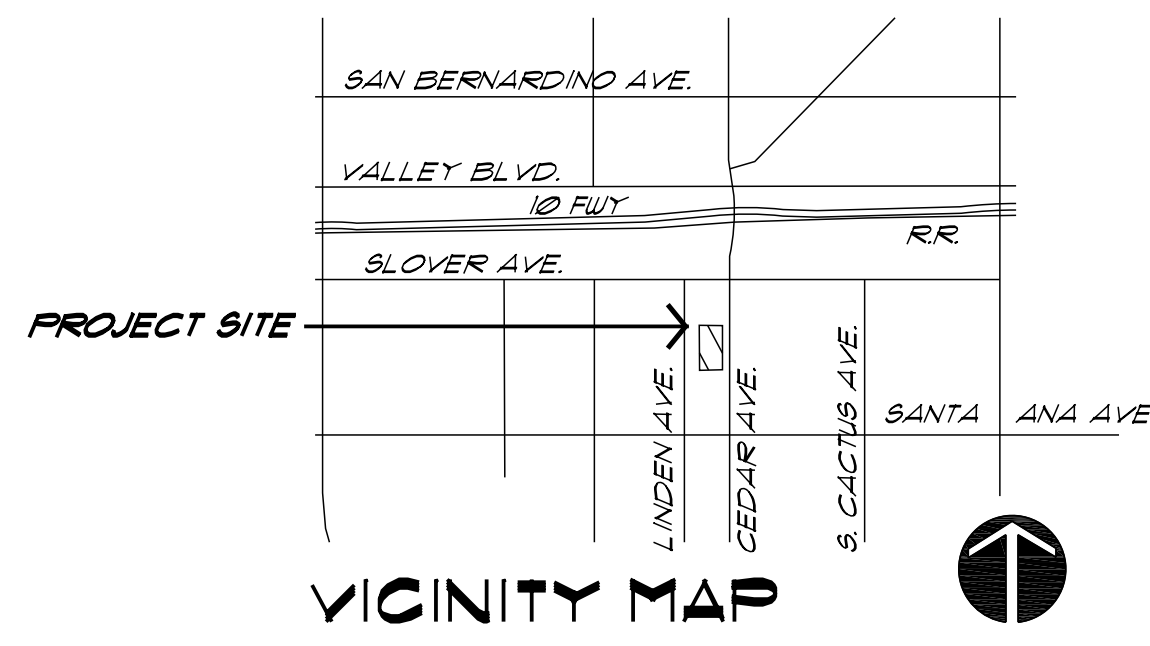 SAN BERNARDINO AVE.
VALLEY BLVD.
10 FWY
R.R.
SLOVER AVE.
PROJECT SITE
LINDEN AVE.
CEDAR AVE.
S. CACTUS AVE.
SANTA ANA AVE
VICINITY MAP